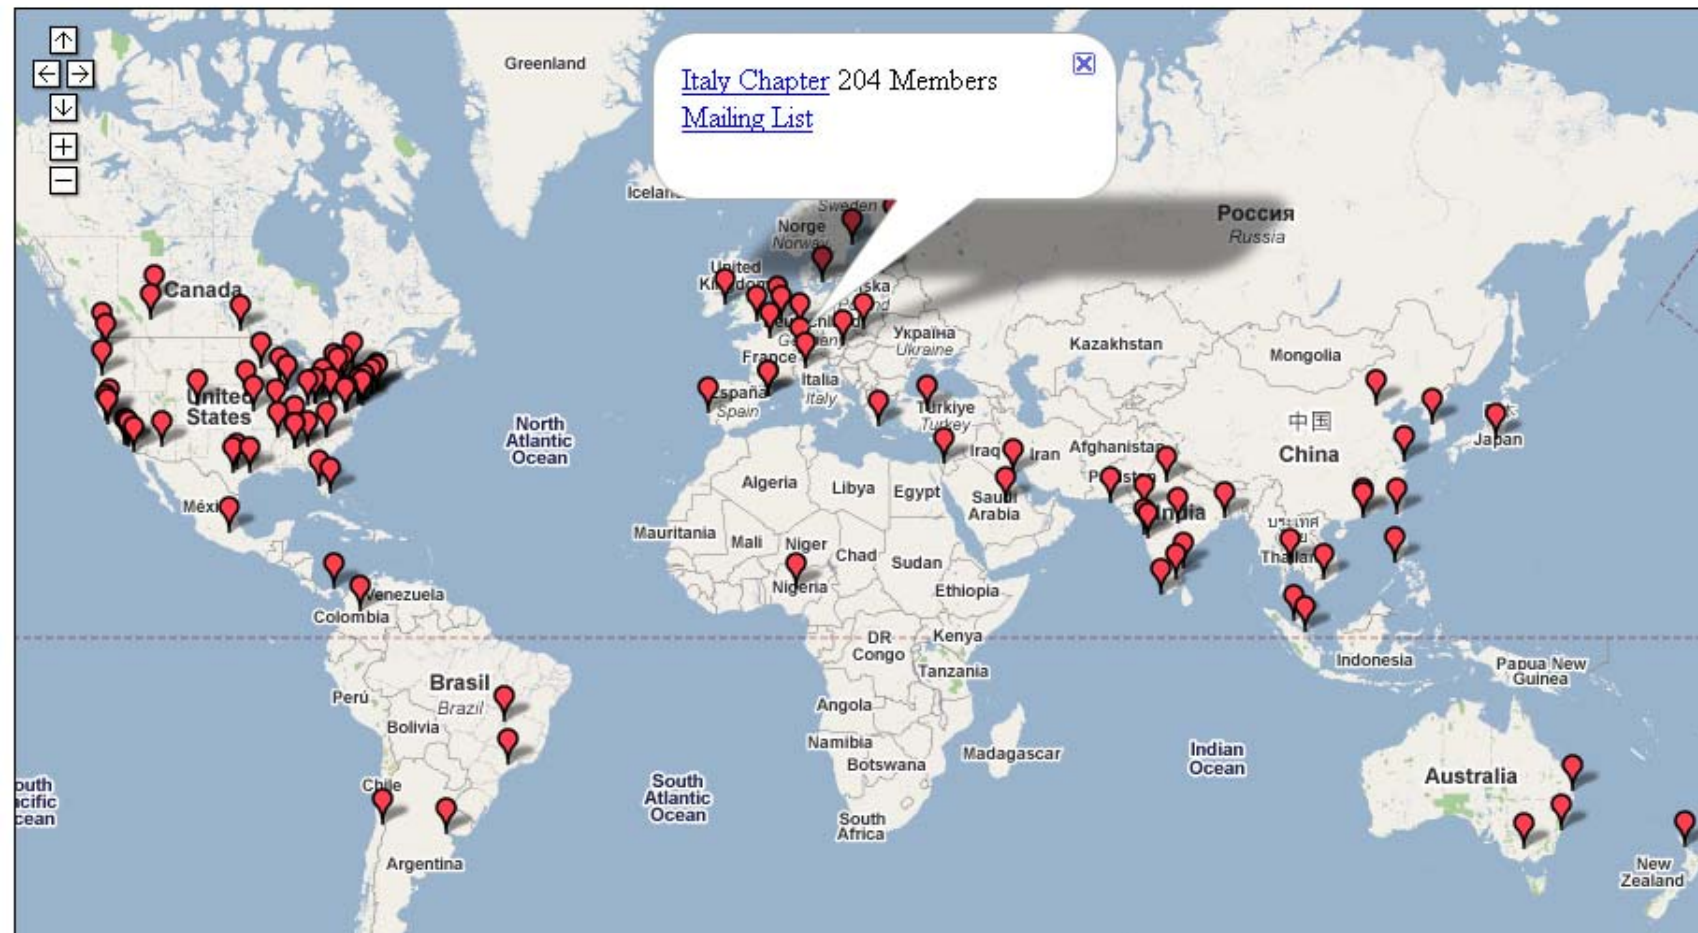 Greenland
Italy Chapter 204 Members
Mailing List
Sweden
Norge
Norway
Россия
Russia
United
Canada
Україна
Ukraine
Kazakhstan
Mongolia
France
Italia
Italy
United
States
España
Spain
Türkiye
Turkey
North
Atlantic
Ocean
中国
China
Japan
Iraq
Iran
Afghanistan
Algeria
Libya
Egypt
Saudi
Arabia
India
Mauritania
Mali
Niger
Chad
Sudan
Nigeria
Ethiopia
Venezuela
Colombia
DR
Congo
Kenya
Tanzania
Indonesia
Papua New
Guinea
Brasil
Brazil
Perú
Bolivia
Angola
Namibia
Botswana
Madagascar
Indian
Ocean
Chile
South
Atlantic
Ocean
South
Africa
Australia
Argentina
New
Zealand